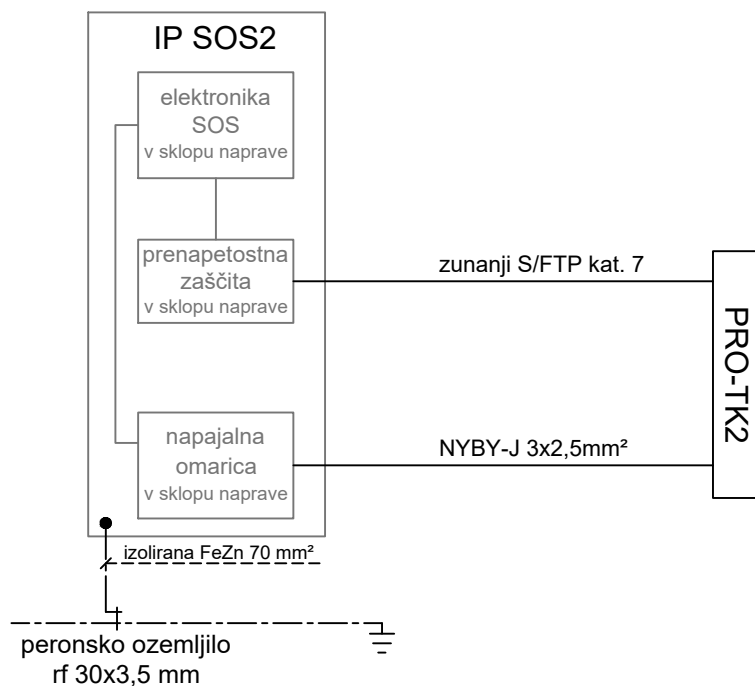 IP SOS2
elektronika
SOS
v sklopu naprave
prenapetostna
zaščita
v sklopu naprave
zunanji S/FTP kat. 7
PRO-TK2
napajalna
omarica
v sklopu naprave
NYBY-J 3x2,5mm²
izolirana FeZn 70 mm²
peronsko ozemljilo
rf 30x3,5 mm